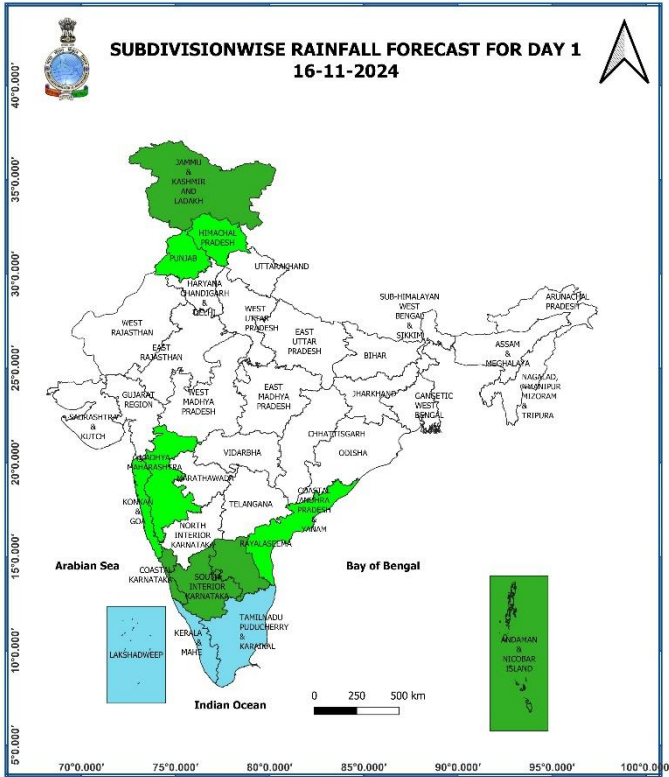 SUBDIVISIONWISE RAINFALL FORECAST FOR DAY 1
16-11-2024
40°0.000'
35°0.000'
30°0.000'
25°0.000'
20°0.000'
15°0.000'
10°0.000'
5°0.000'
JAMMU
&
KASHMIR
AND
LADAKH
HIMACHAL
PRADESH
PUNJAB
UTTARAKHAND
HARYANA
CHANDIGARH
&
DELHI
WEST
UTTAR
PRADESH
SUB-HIMALAYAN
WEST
BENGAL
&
SIKKIM
ARUNACHAL
PRADESH
WEST
RAJASTHAN
EAST
RAJASTHAN
EAST
UTTAR
PRADESH
BIHAR
ASSAM
&
MEGHALAYA
NAGALAD,
MANIPUR
MIZORAM
&
TRIPURA
GUJARAT
REGION
WEST
MADHYA
PRADESH
EAST
MADHYA
PRADESH
JHARKHAND
GANGETIC
WEST
BENGAL
SAURASHTRA
&
KUTCH
CHHATTISGARH
ODISHA
MADHYA
MAHARASHTRA
VIDARBHA
MARATHAWADA
KONKAN
&
GOA
TELANGANA
COASTAL
ANDHRA
PRADESH
&
YANAM
NORTH
INTERIOR
KARNATAKA
RAYALASEEMA
Arabian Sea
COASTAL
KARNATAKA
SOUTH
INTERIOR
KARNATAKA
Bay of Bengal
LAKSHADWEEP
KERALA
&
MAHE
TAMILNADU
PUDUCHERRY
&
KARAIKAL
ANDAMAN
&
NICOBAR
ISLAND
Indian Ocean
0 250 500 km
70°0.000' 75°0.000' 80°0.000' 85°0.000' 90°0.000' 95°0.000' 100°0.000'